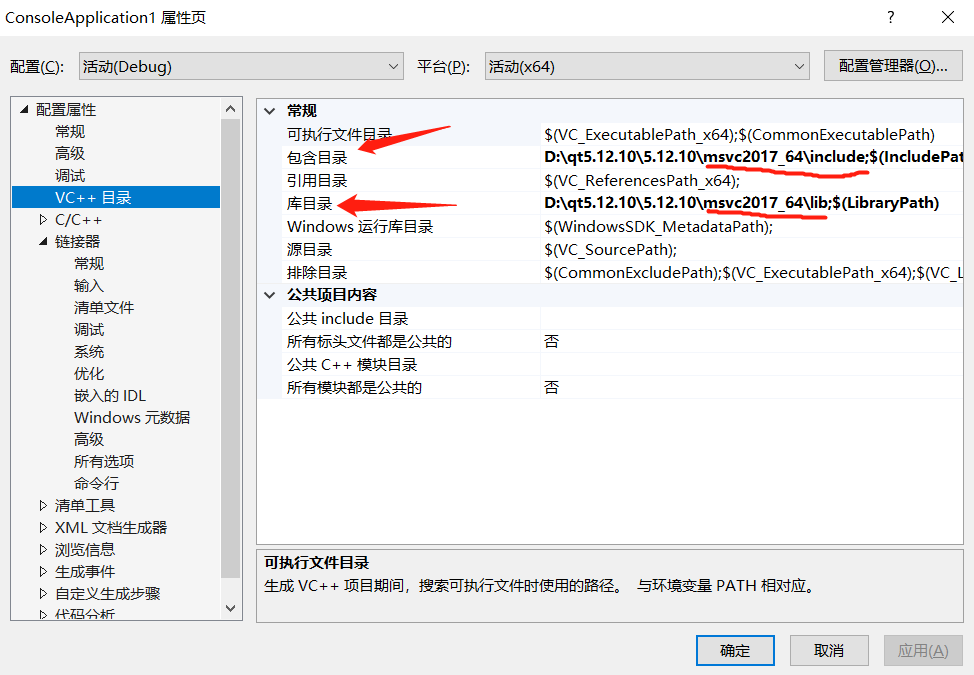 ConsoleApplication1 属性页
?
配置(C): 活动(Debug) 平台(P): 活动(x64) 配置管理器(O)...
配置属性
常规
高级
调试
VC++ 目录
C/C++
链接器
常规
输入
清单文件
调试
系统
优化
嵌入的 IDL
Windows 元数据
高级
所有选项
命令行
清单工具
XML 文档生成器
浏览信息
生成事件
自定义生成步骤
代码分析
常规
可执行文件目录 $(VC_ExecutablePath_x64);$(CommonExecutablePath)
包含目录 D:\qt5.12.10\5.12.10\msvc2017_64\include;$(IncludePat
引用目录 $(VC_ReferencesPath_x64);
库目录 D:\qt5.12.10\5.12.10\msvc2017_64\lib;$(LibraryPath)
Windows 运行库目录 $(WindowsSDK_MetadataPath);
源目录 $(VC_SourcePath);
排除目录 $(CommonExcludePath);$(VC_ExecutablePath_x64);$(VC_L
公共项目内容
公共 include 目录
所有标头文件都是公共的 否
公共 C++ 模块目录
所有模块都是公共的 否
可执行文件目录
生成 VC++ 项目期间，搜索可执行文件时使用的路径。 与环境变量 PATH 相对应。
确定 取消 应用(A)